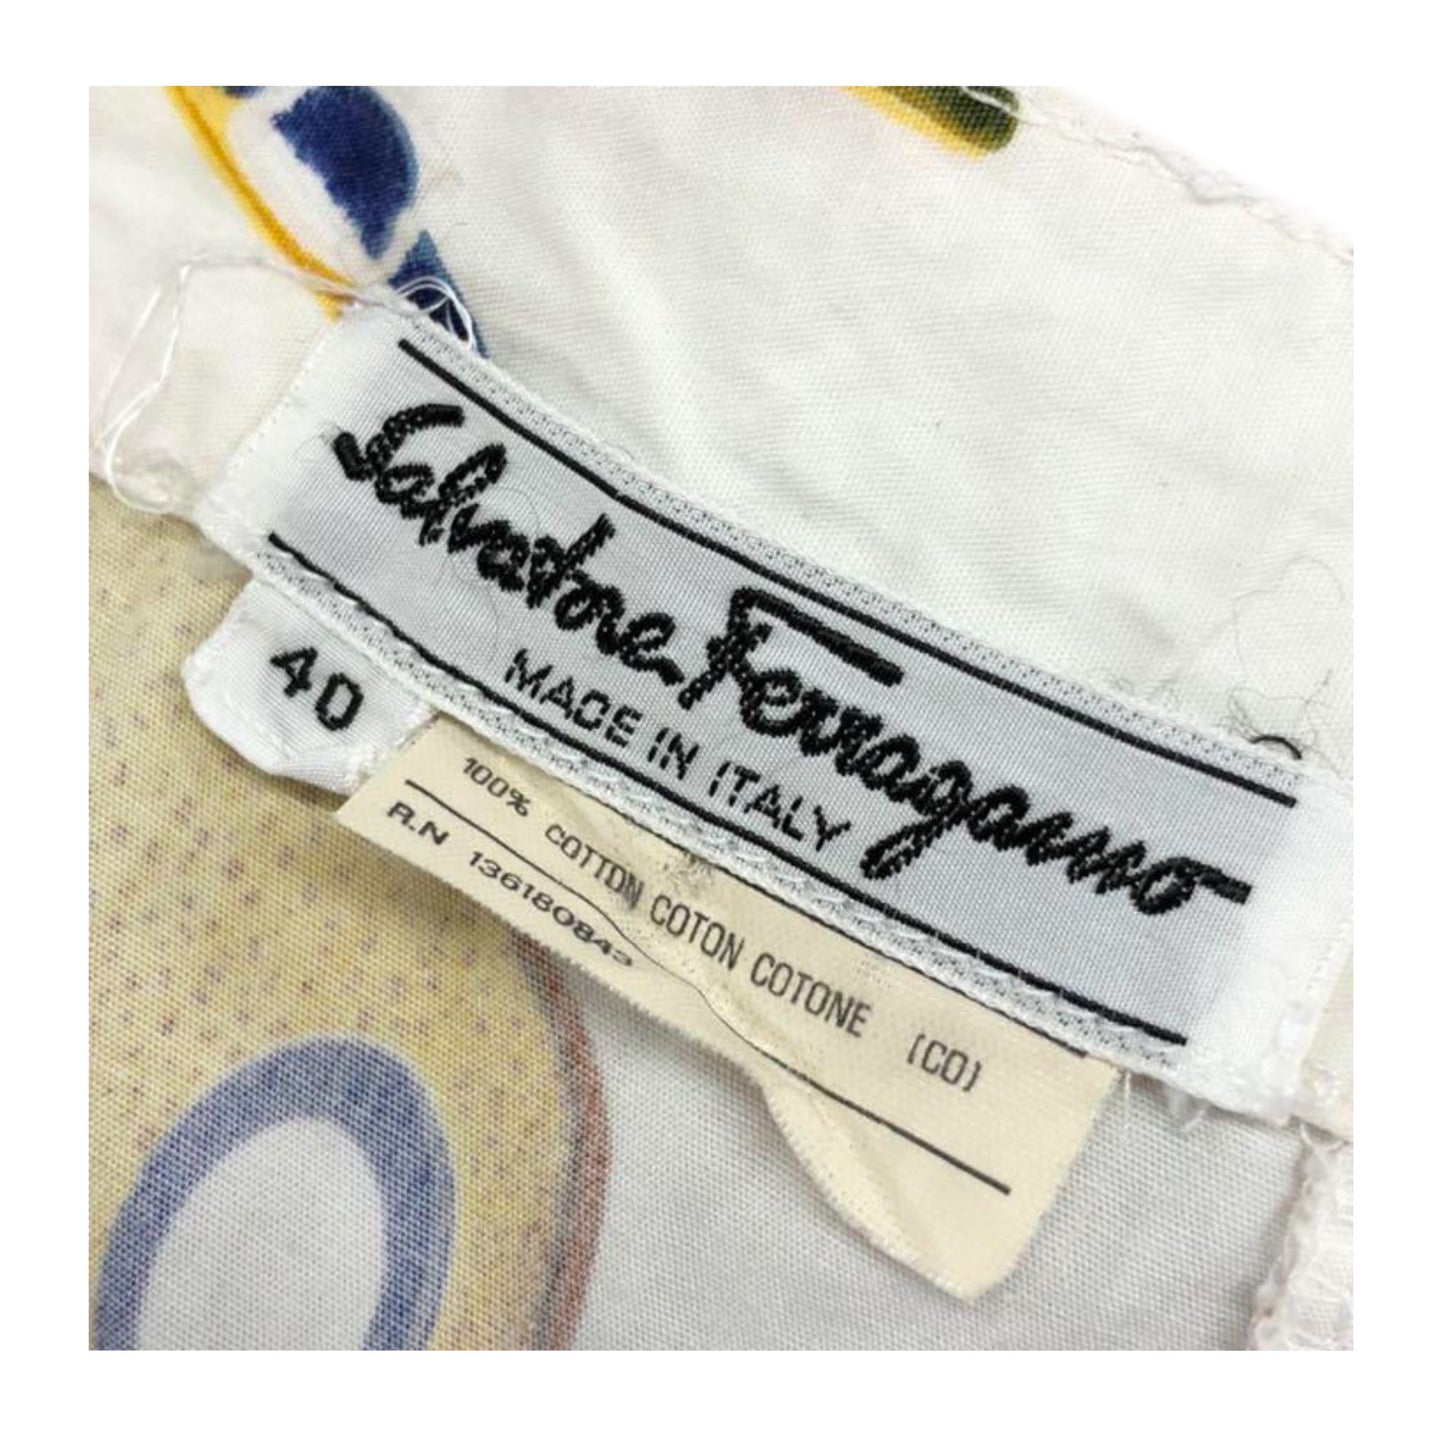 Salvatore Ferragamo
MADE IN ITALY
40
100% COTTON COTON COTONE (CO)
R.N 136180843